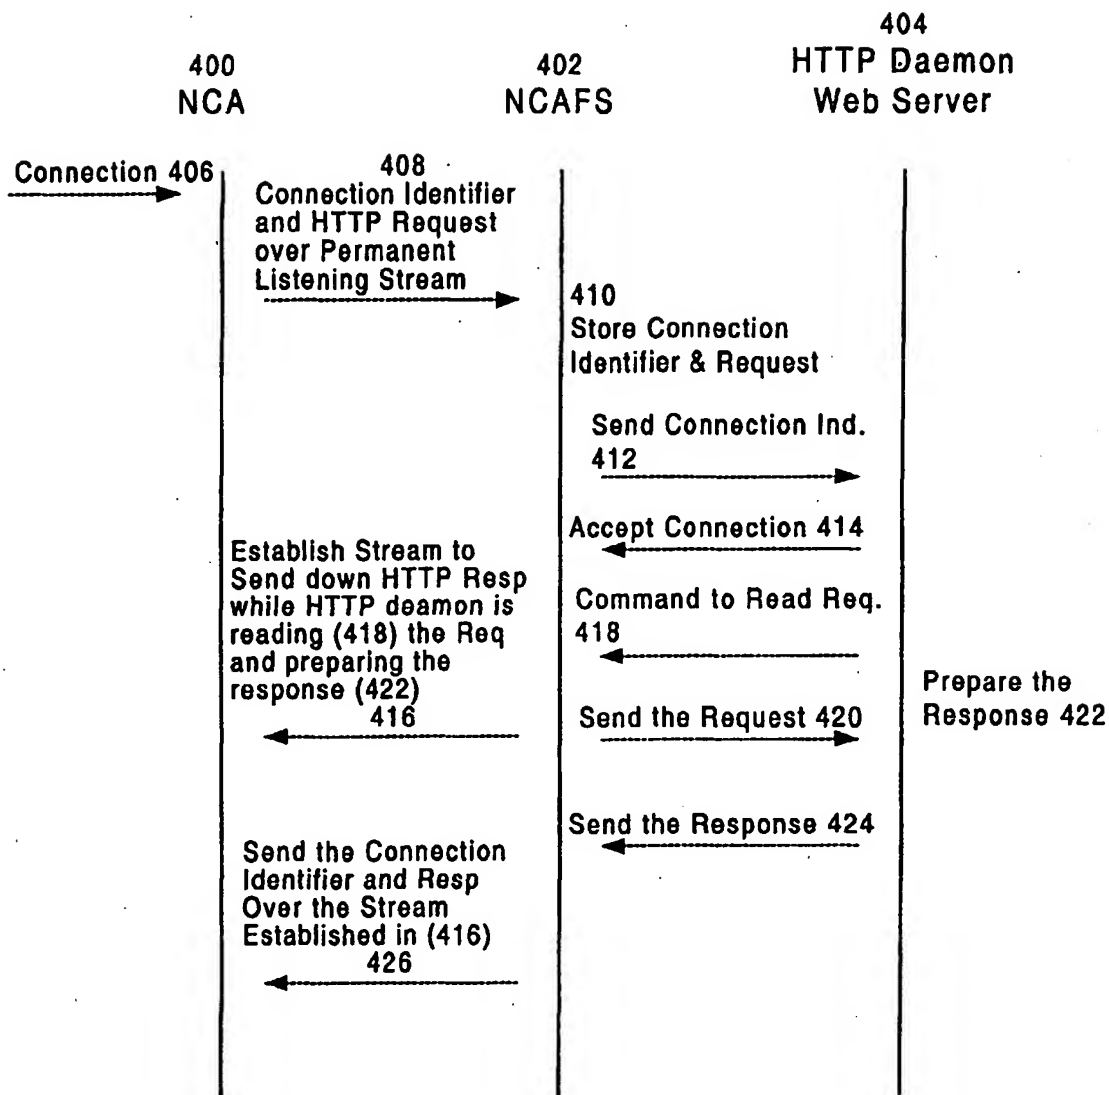 404
HTTP Daemon
Web Server
400
NCA
402
NCAFS
Connection 406
408
Connection Identifier
and HTTP Request
over Permanent
Listening Stream
410
Store Connection
Identifier & Request
Send Connection Ind.
412
Accept Connection 414
Establish Stream to
Send down HTTP Resp
while HTTP deamon is
reading (418) the Req
and preparing the
response (422)
416
Command to Read Req.
418
Send the Request 420
Prepare the
Response 422
Send the Response 424
Send the Connection
Identifier and Resp
Over the Stream
Established in (416)
426